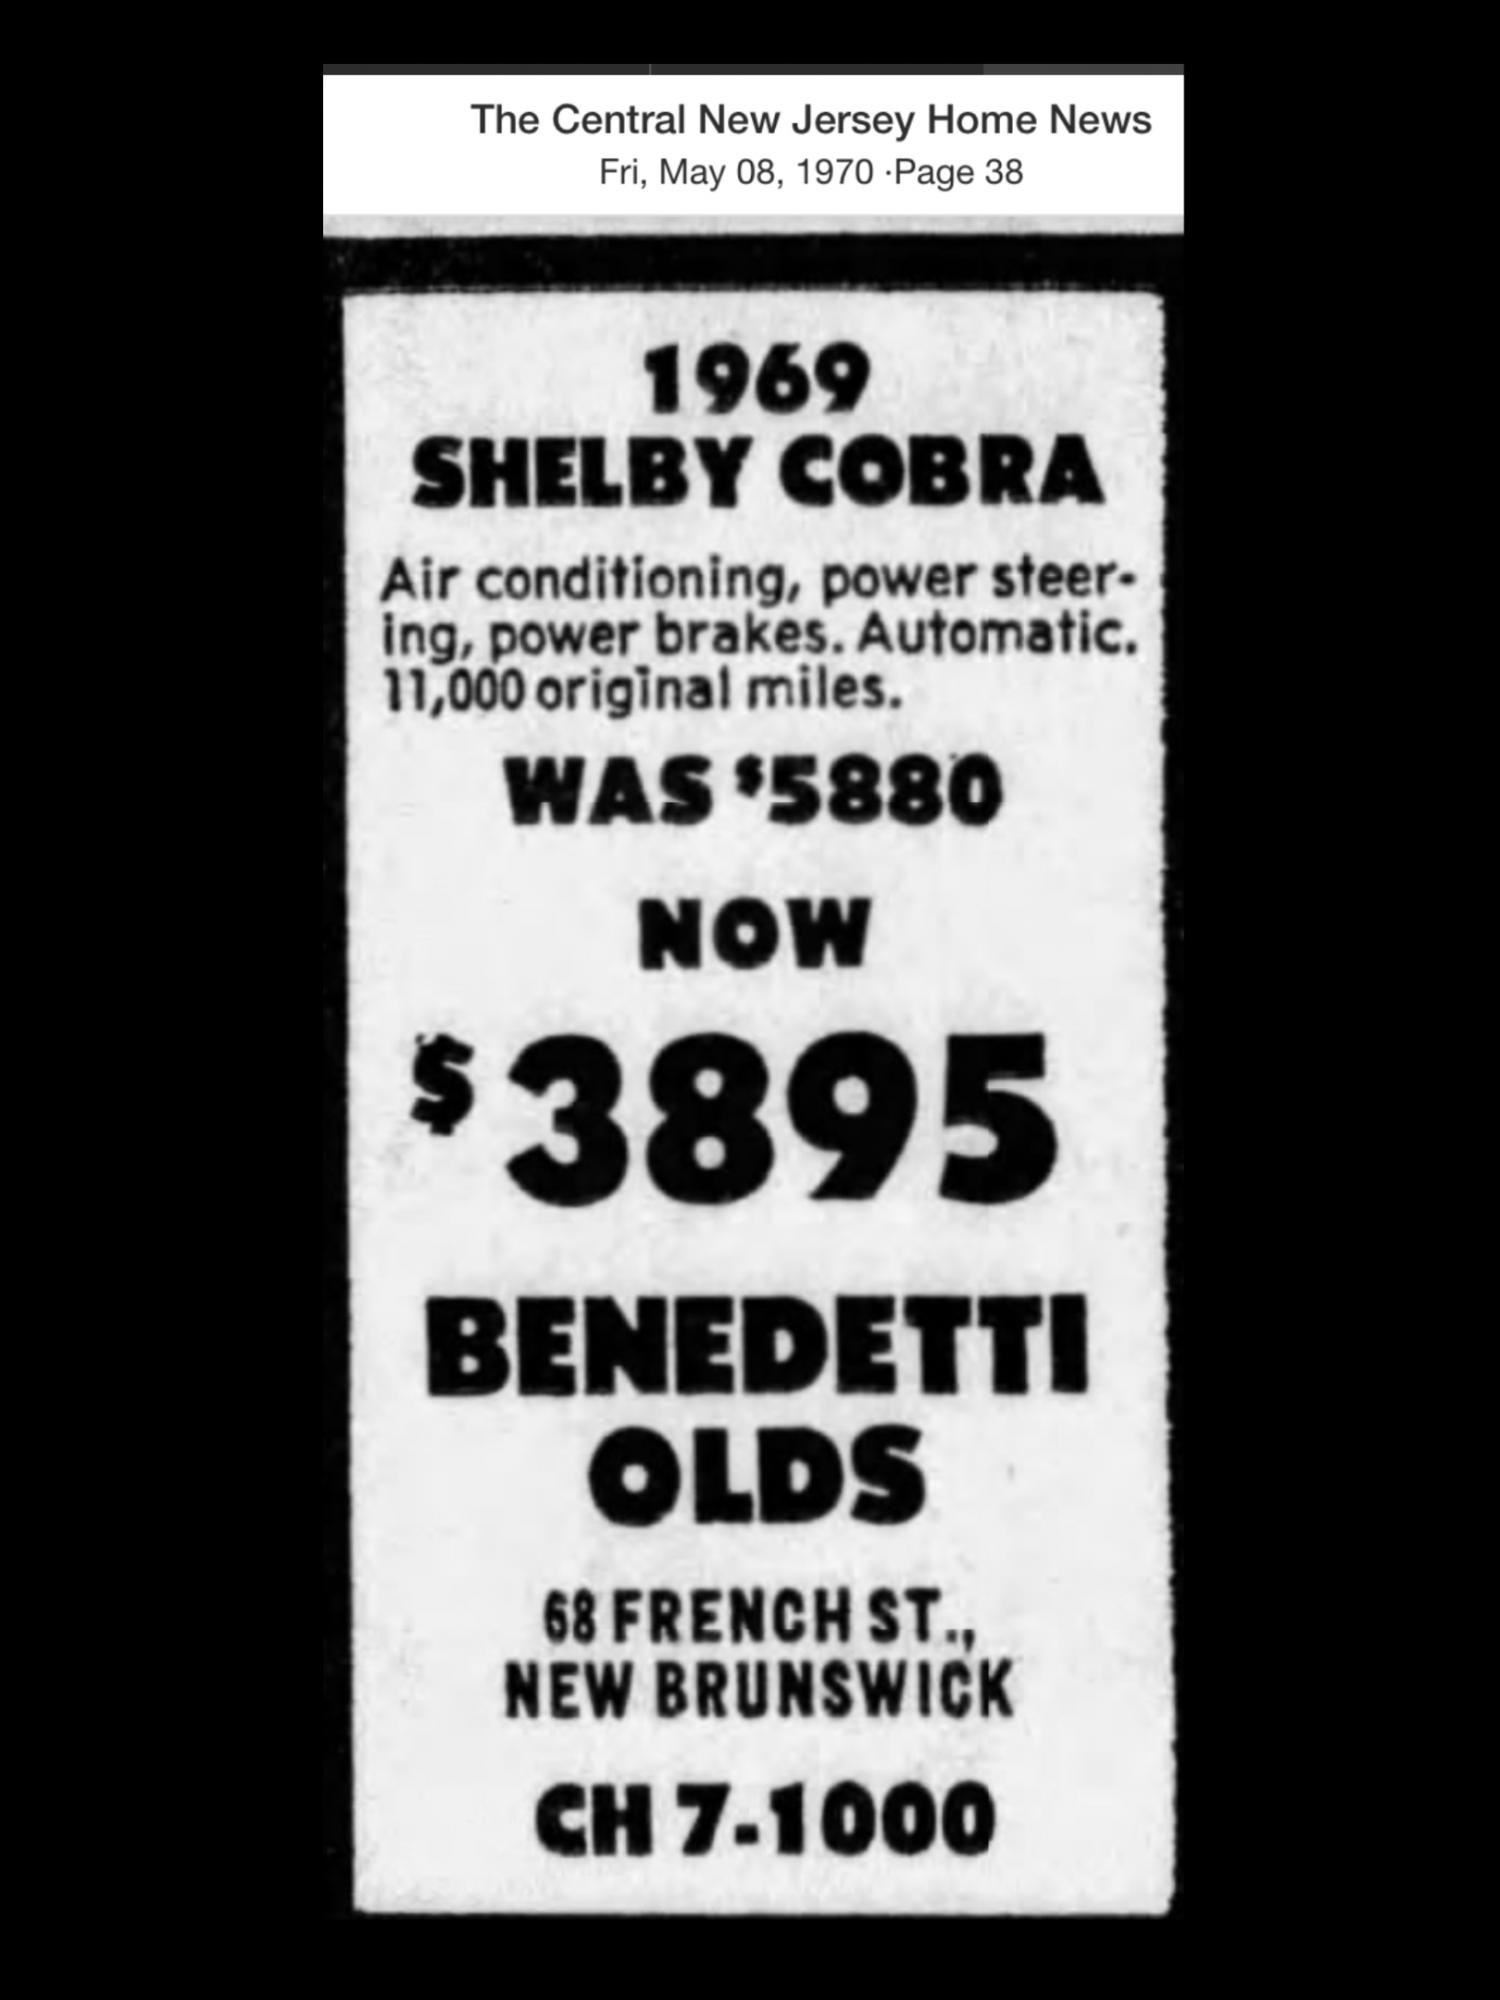 The Central New Jersey Home News
Fri, May 08, 1970 ·Page 38
1969
SHELBY COBRA
Air conditioning, power steer-
ing, power brakes. Automatic.
11,000 original miles.
WAS $5880
NOW
$3895
BENEDETTI
OLDS
68 FRENCH ST.,
NEW BRUNSWICK
CH 7-1000